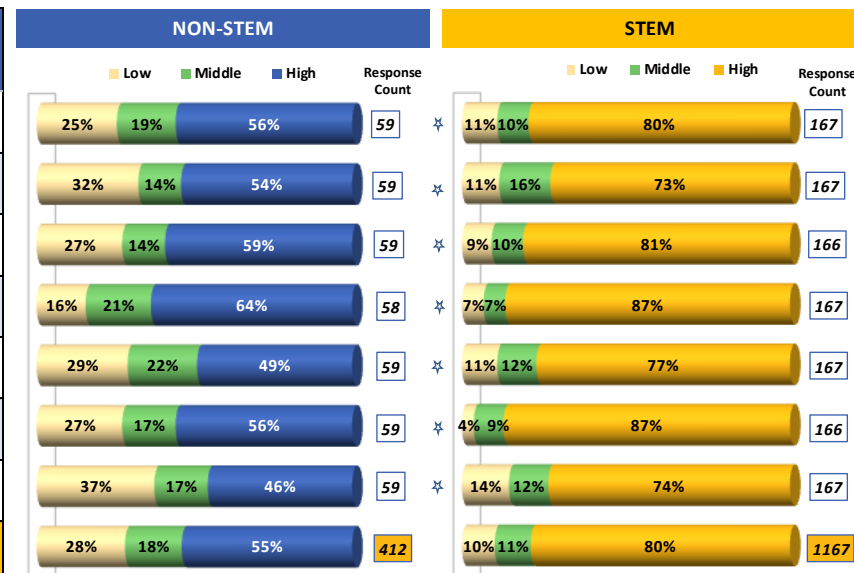 NON-STEM STEM
Low Middle High Response Count Low Middle High Response Count
25% 19% 56% 59 11% 10% 80% 167
32% 14% 54% 59 11% 16% 73% 167
27% 14% 59% 59 9% 10% 81% 166
16% 21% 64% 58 7% 7% 87% 167
29% 22% 49% 59 11% 12% 77% 167
27% 17% 56% 59 4% 9% 87% 166
37% 17% 46% 59 14% 12% 74% 167
28% 18% 55% 412 10% 11% 80% 1167